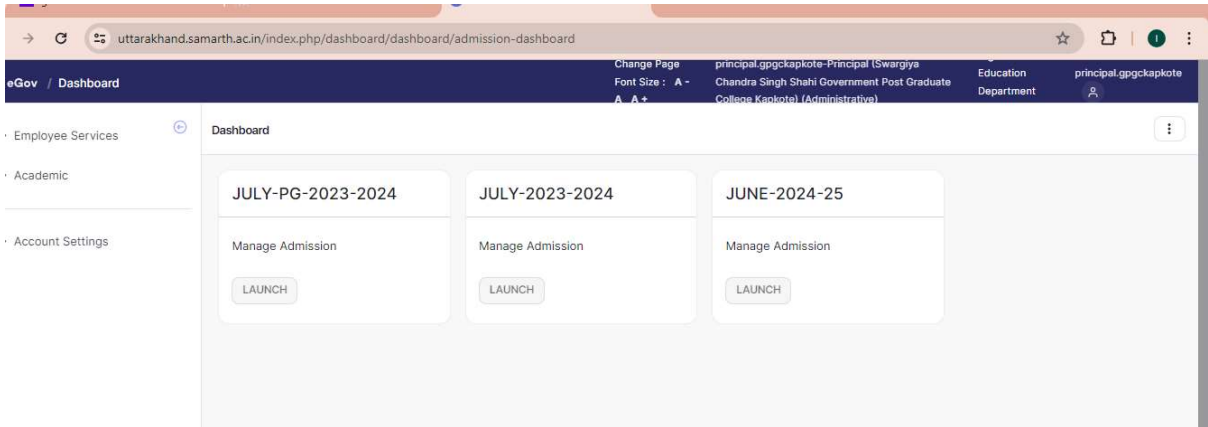 uttarakhand.samarth.ac.in/index.php/dashboard/dashboard/admission-dashboard
I
eGov / Dashboard
Change Page
Font Size : A -
A A +
principal.gpgckapkote-Principal (Swargiya
Chandra Singh Shahi Government Post Graduate
College Kapkote) (Administrative)
Education
Department
principal.gpgckapkote
Employee Services
Academic
Account Settings
Dashboard
JULY-PG-2023-2024
Manage Admission
LAUNCH
JULY-2023-2024
Manage Admission
LAUNCH
JUNE-2024-25
Manage Admission
LAUNCH